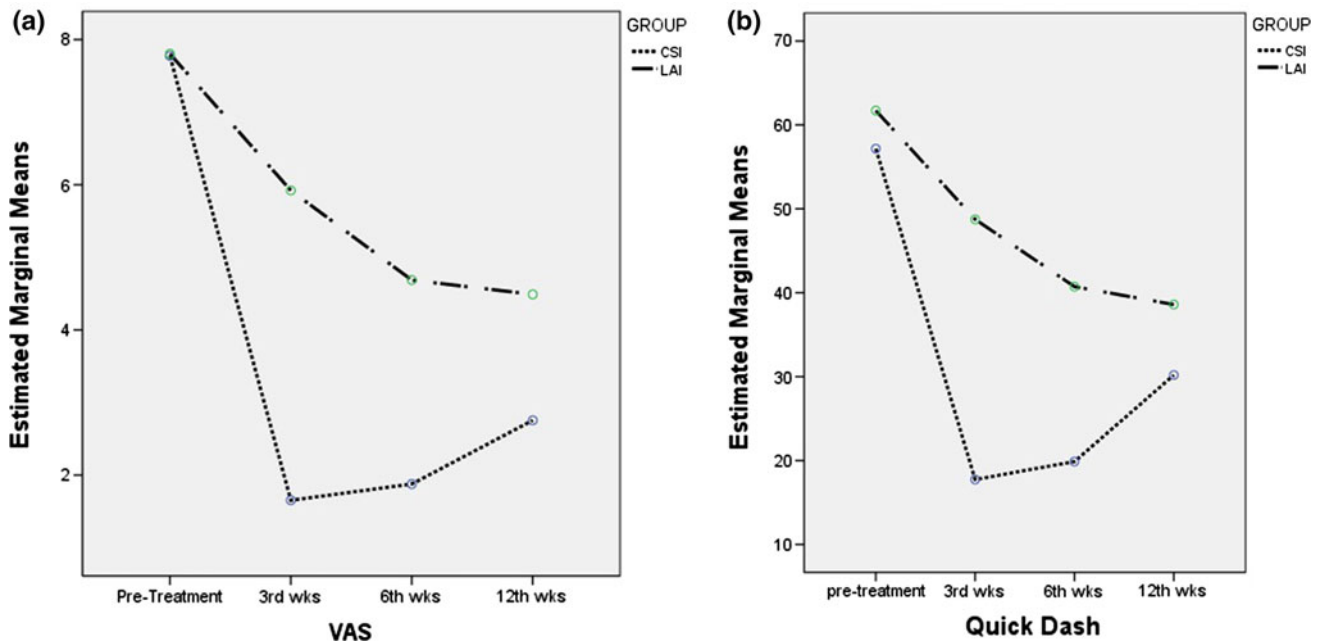 (a)
GROUP
CSI
LAI
8
6
4
2
Estimated Marginal Means
Pre-Treatment 3rd wks 6th wks 12th wks
VAS
(b)
GROUP
CSI
LAI
70
60
50
40
30
20
10
Estimated Marginal Means
pre-treatment 3rd wks 6th wks 12th wks
Quick Dash